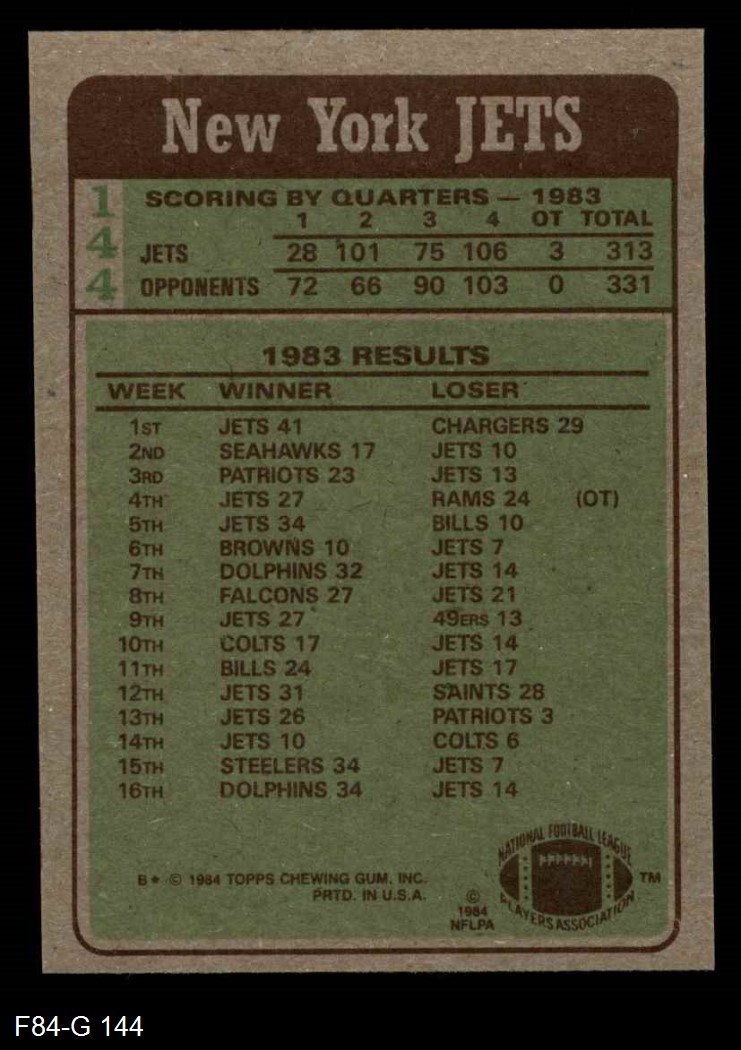 New York JETS
144
SCORING BY QUARTERS — 1983
1 2 3 4 OT TOTAL
JETS 28 101 75 106 3 313
OPPONENTS 72 66 90 103 0 331
1983 RESULTS
WEEK WINNER LOSER
1ST JETS 41 CHARGERS 29
2ND SEAHAWKS 17 JETS 10
3RD PATRIOTS 23 JETS 13
4TH JETS 27 RAMS 24 (OT)
5TH JETS 34 BILLS 10
6TH BROWNS 10 JETS 7
7TH DOLPHINS 32 JETS 14
8TH FALCONS 27 JETS 21
9TH JETS 27 49ERS 13
10TH COLTS 17 JETS 14
11TH BILLS 24 JETS 17
12TH JETS 31 SAINTS 28
13TH JETS 26 PATRIOTS 3
14TH JETS 10 COLTS 6
15TH STEELERS 34 JETS 7
16TH DOLPHINS 34 JETS 14
B* © 1984 TOPPS CHEWING GUM, INC.
PRTD. IN U.S.A.
© 1984 NFLPA
NATIONAL FOOTBALL LEAGUE
PLAYERS ASSOCIATION
TM
F84-G 144